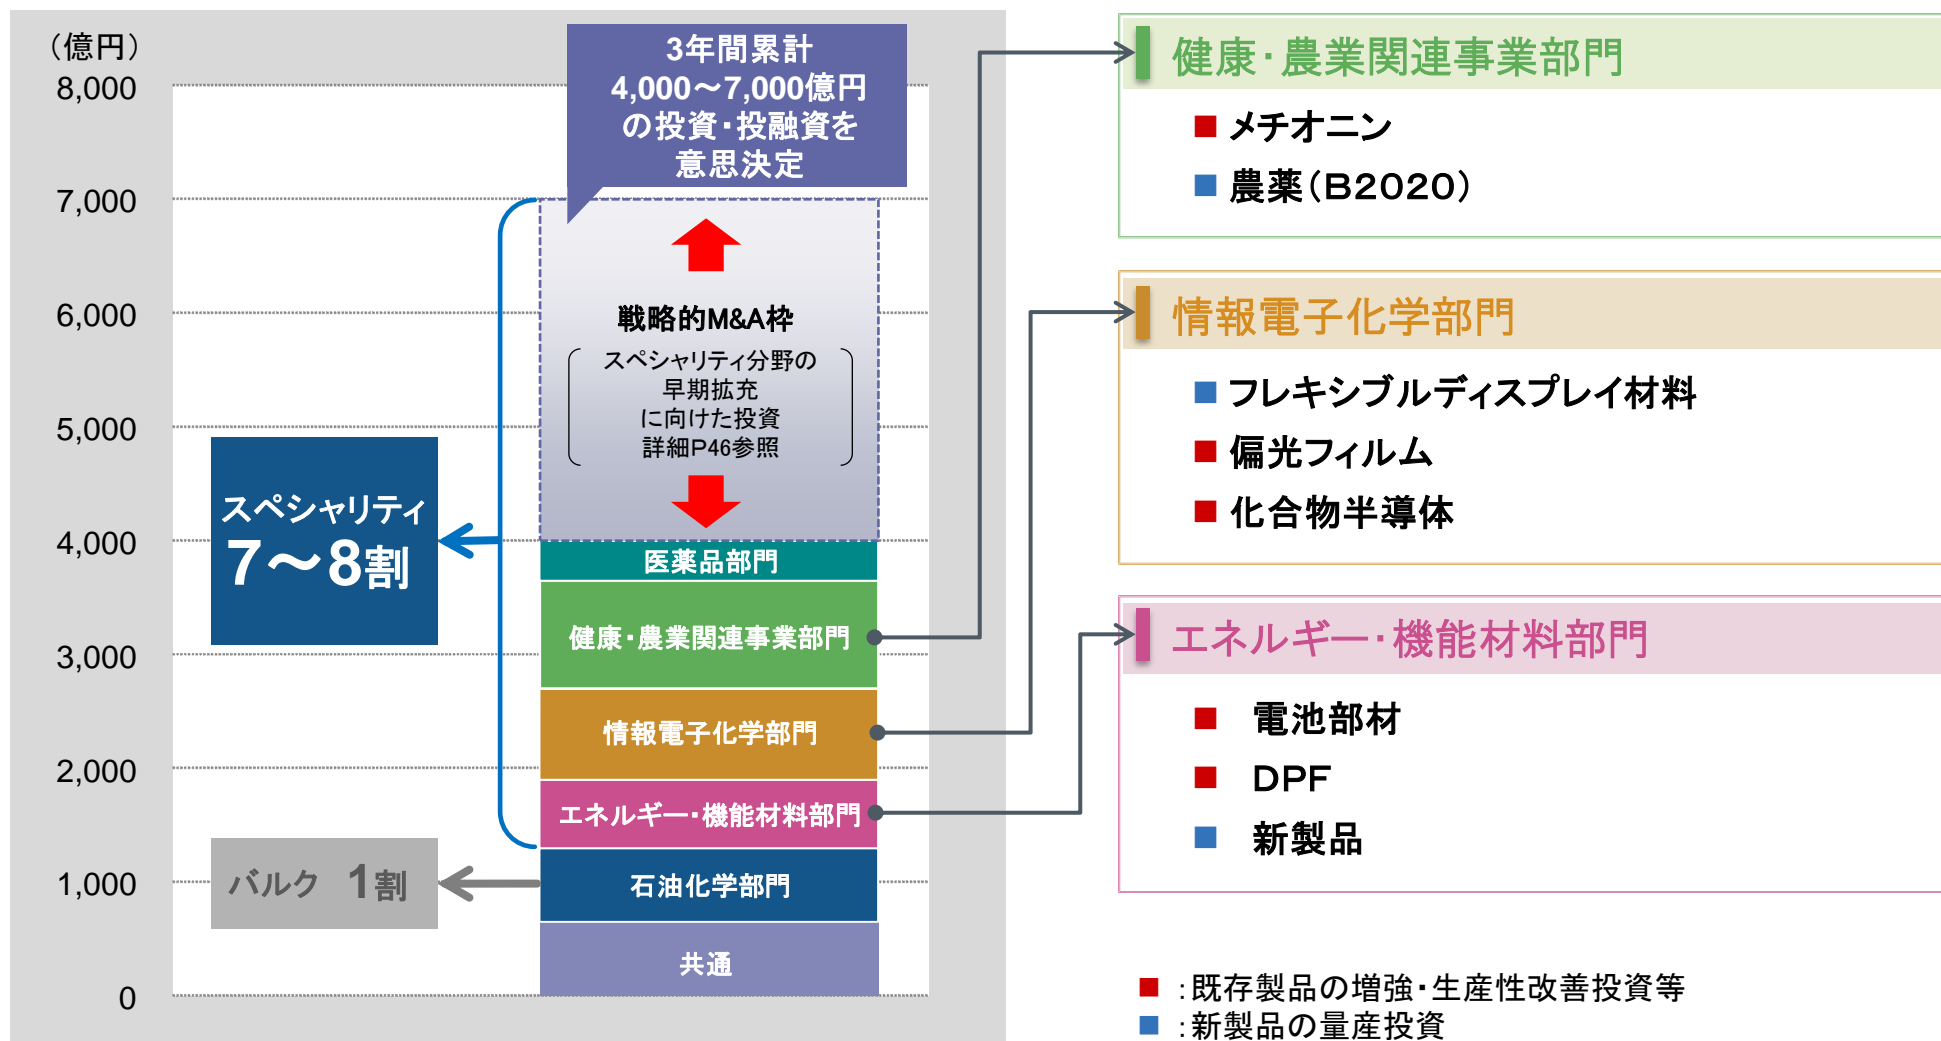 （億円）
8,000
7,000
6,000
5,000
4,000
3,000
2,000
1,000
0
3年間累計
4,000～7,000億円
の投資・投融資を
意思決定
戦略的M&A枠
スペシャリティ分野の
早期拡充
に向けた投資
詳細P46参照
医薬品部門
健康・農業関連事業部門
情報電子化学部門
エネルギー・機能材料部門
石油化学部門
共通
スペシャリティ
7～8割
バルク　1割
健康・農業関連事業部門
■ メチオニン
■ 農薬（B2020）
情報電子化学部門
■ フレキシブルディスプレイ材料
■ 偏光フィルム
■ 化合物半導体
エネルギー・機能材料部門
■ 電池部材
■ DPF
■ 新製品
■ ：既存製品の増強・生産性改善投資等
■ ：新製品の量産投資